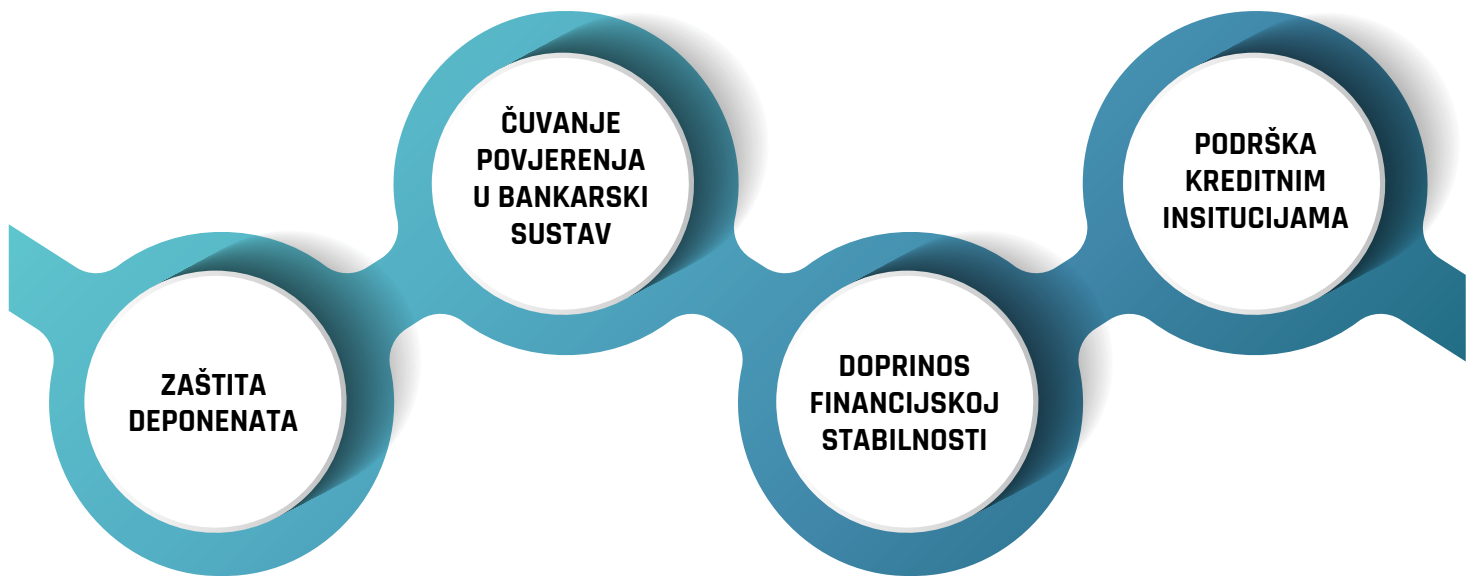 ZAŠTITA
DEPONENATA
ČUVANJE
POVJERENJA
U BANKARSKI
SUSTAV
DOPRINOS
FINANCIJSKOJ
STABILNOSTI
PODRŠKA
KREDITNIM
INSITUCIJAMA